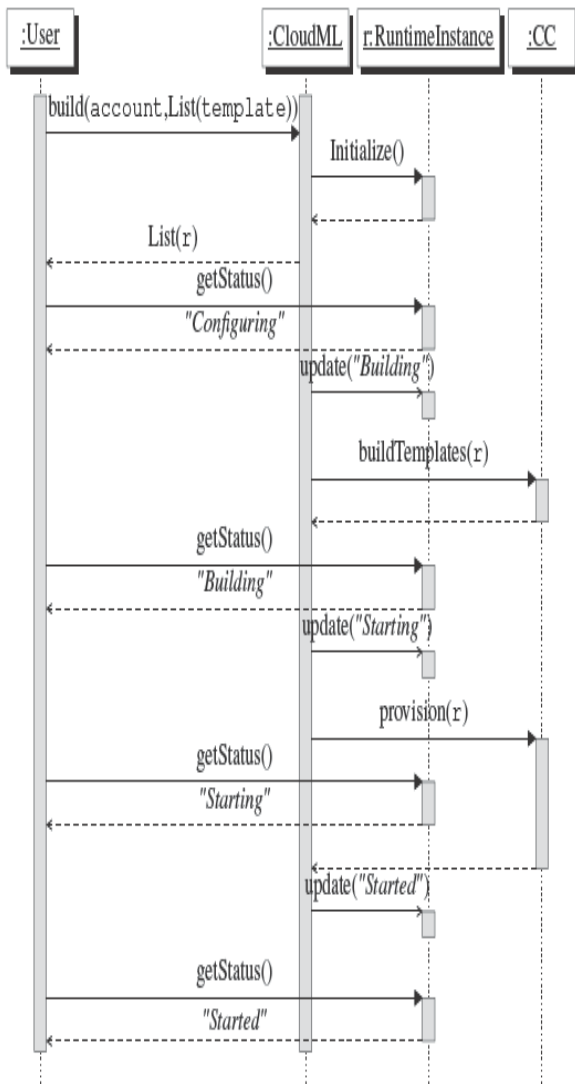 :User :CloudML r:RuntimeInstance :CC
build(account,List(template))
Initialize()
List(r)
getStatus()
"Configuring"
update("Building")
buildTemplates(r)
getStatus()
"Building"
update("Starting")
provision(r)
getStatus()
"Starting"
update("Started")
getStatus()
"Started"